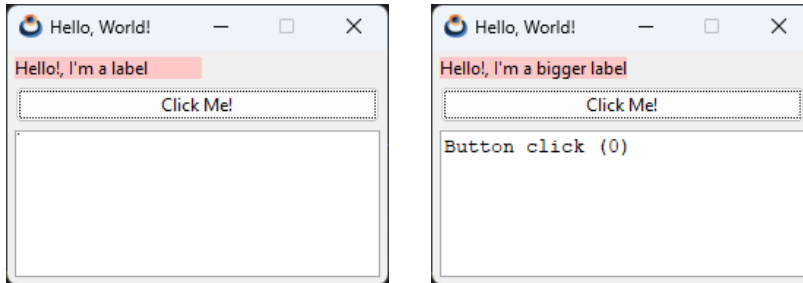 Hello, World!
Hello!, I'm a label
Click Me!
Hello, World!
Hello!, I'm a bigger label
Click Me!
Button click (0)